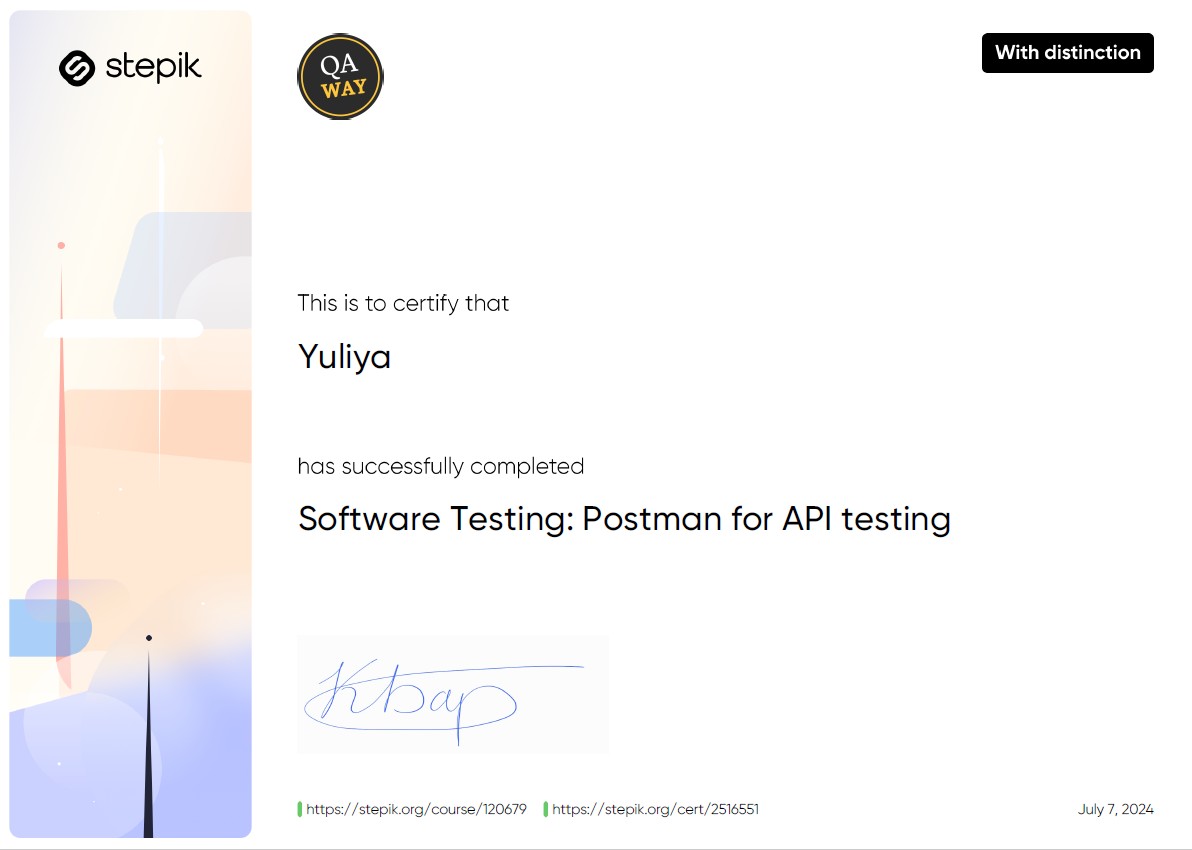 stepik
QA
WAY
With distinction
This is to certify that
Yuliya
has successfully completed
Software Testing: Postman for API testing
https://stepik.org/course/120679 https://stepik.org/cert/2516551 July 7, 2024